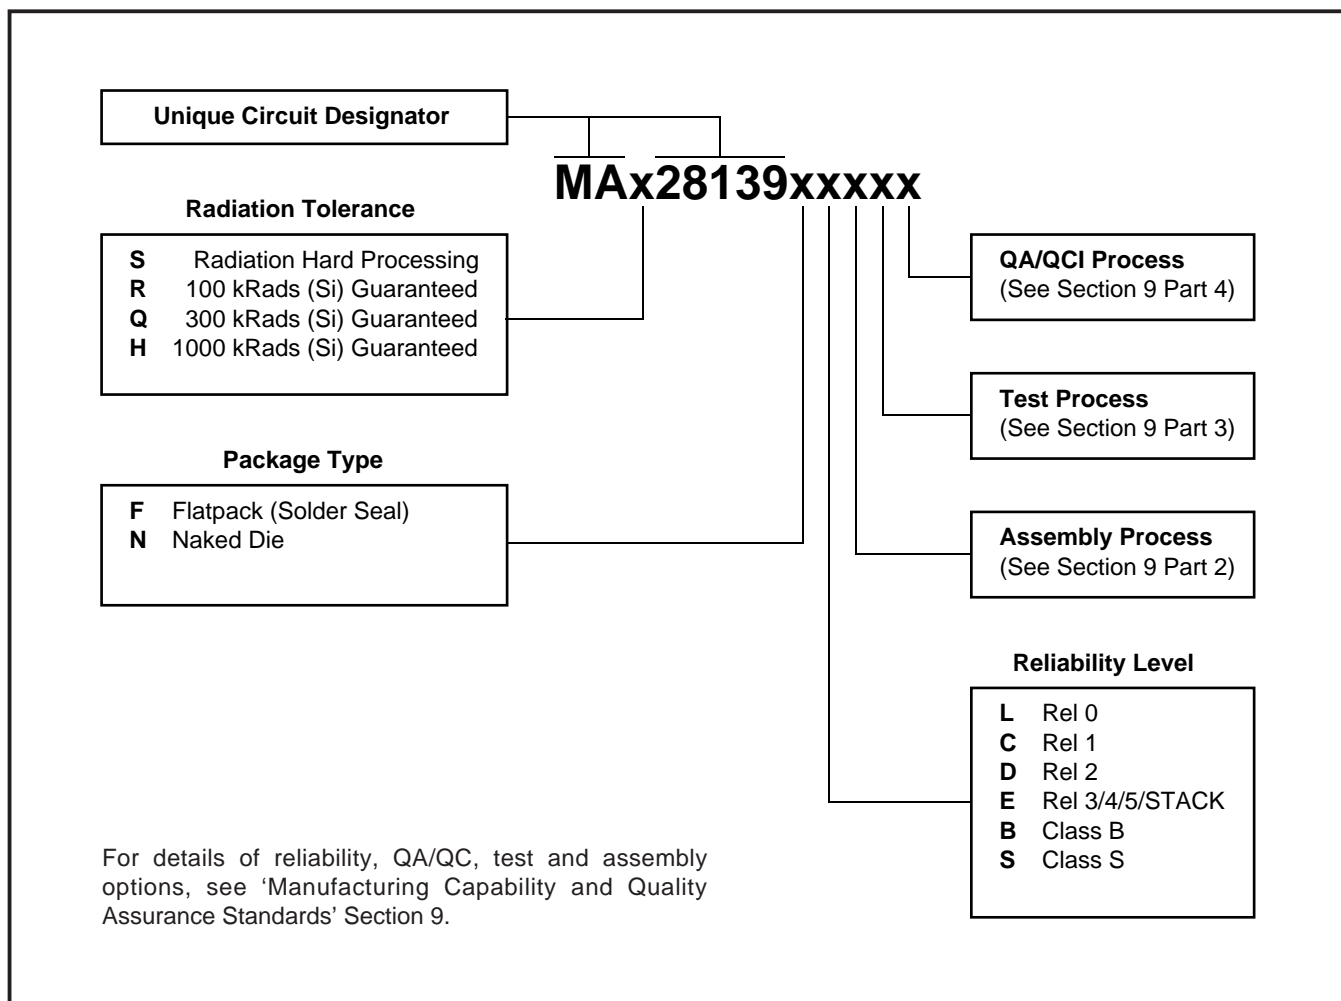 Unique Circuit Designator
MAx28139xxxxx
Radiation Tolerance
S Radiation Hard Processing
R 100 kRads (Si) Guaranteed
Q 300 kRads (Si) Guaranteed
H 1000 kRads (Si) Guaranteed
Package Type
F Flatpack (Solder Seal)
N Naked Die
QA/QCI Process
(See Section 9 Part 4)
Test Process
(See Section 9 Part 3)
Assembly Process
(See Section 9 Part 2)
Reliability Level
L Rel 0
C Rel 1
D Rel 2
E Rel 3/4/5/STACK
B Class B
S Class S
For details of reliability, QA/QC, test and assembly
options, see ‘Manufacturing Capability and Quality
Assurance Standards’ Section 9.